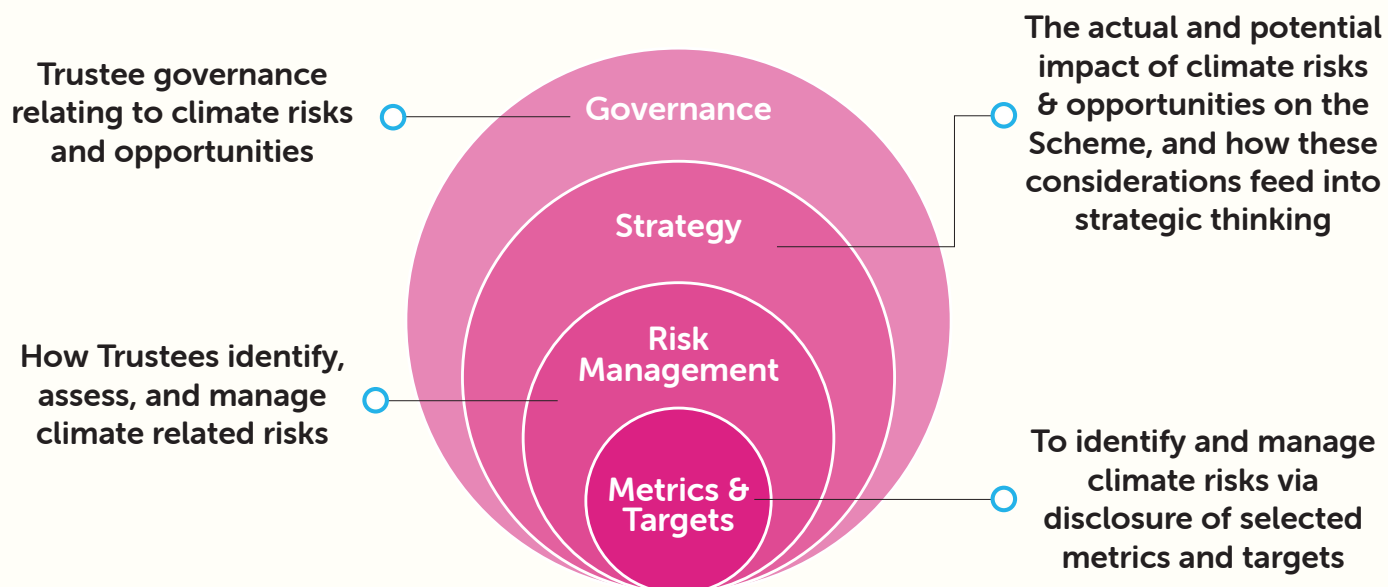 Trustee governance
relating to climate risks
and opportunities
Governance
The actual and potential
impact of climate risks
& opportunities on the
Scheme, and how these
considerations feed into
strategic thinking
Strategy
How Trustees identify,
assess, and manage
climate related risks
Risk
Management
Metrics &
Targets
To identify and manage
climate risks via
disclosure of selected
metrics and targets